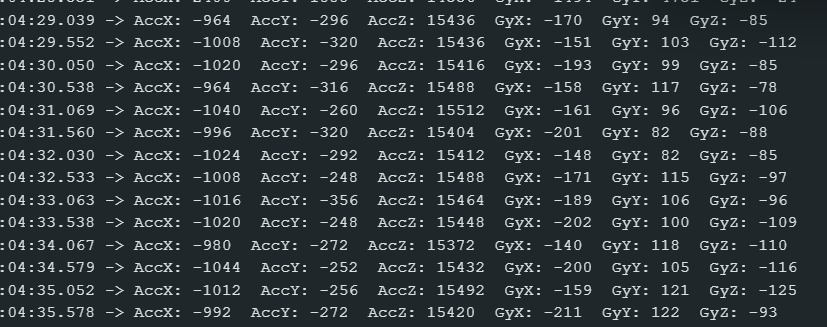 :04:29.039 -> AccX: -964  AccY: -296  AccZ: 15436  GyX: -170  GyY: 94  GyZ: -85
:04:29.552 -> AccX: -1008  AccY: -320  AccZ: 15436  GyX: -151  GyY: 103  GyZ: -112
:04:30.050 -> AccX: -1020  AccY: -296  AccZ: 15416  GyX: -193  GyY: 99  GyZ: -85
:04:30.538 -> AccX: -964  AccY: -316  AccZ: 15488  GyX: -158  GyY: 117  GyZ: -78
:04:31.069 -> AccX: -1040  AccY: -260  AccZ: 15512  GyX: -161  GyY: 96  GyZ: -106
:04:31.560 -> AccX: -996  AccY: -320  AccZ: 15404  GyX: -201  GyY: 82  GyZ: -88
:04:32.030 -> AccX: -1024  AccY: -292  AccZ: 15412  GyX: -148  GyY: 82  GyZ: -85
:04:32.533 -> AccX: -1008  AccY: -248  AccZ: 15488  GyX: -171  GyY: 115  GyZ: -97
:04:33.063 -> AccX: -1016  AccY: -356  AccZ: 15464  GyX: -189  GyY: 106  GyZ: -96
:04:33.538 -> AccX: -1020  AccY: -248  AccZ: 15448  GyX: -202  GyY: 100  GyZ: -109
:04:34.067 -> AccX: -980  AccY: -272  AccZ: 15372  GyX: -140  GyY: 118  GyZ: -110
:04:34.579 -> AccX: -1044  AccY: -252  AccZ: 15432  GyX: -200  GyY: 105  GyZ: -116
:04:35.052 -> AccX: -1012  AccY: -256  AccZ: 15492  GyX: -159  GyY: 121  GyZ: -125
:04:35.578 -> AccX: -992  AccY: -272  AccZ: 15420  GyX: -211  GyY: 122  GyZ: -93